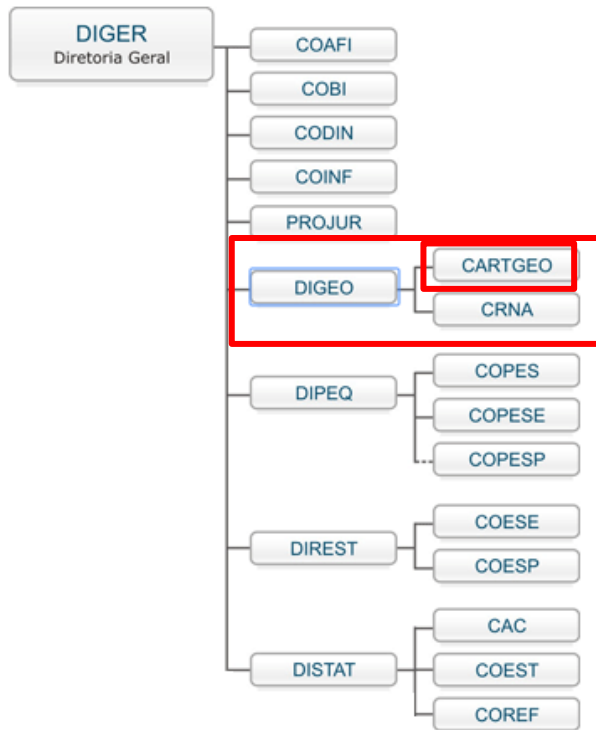 DIGER
Diretoria Geral
COAFI
COBI
CODIN
COINF
PROJUR
DIGEO
CARTGEO
CRNA
DIPEQ
COPES
COPESE
COPESP
DIREST
COESE
COESP
DISTAT
CAC
COEST
COREF